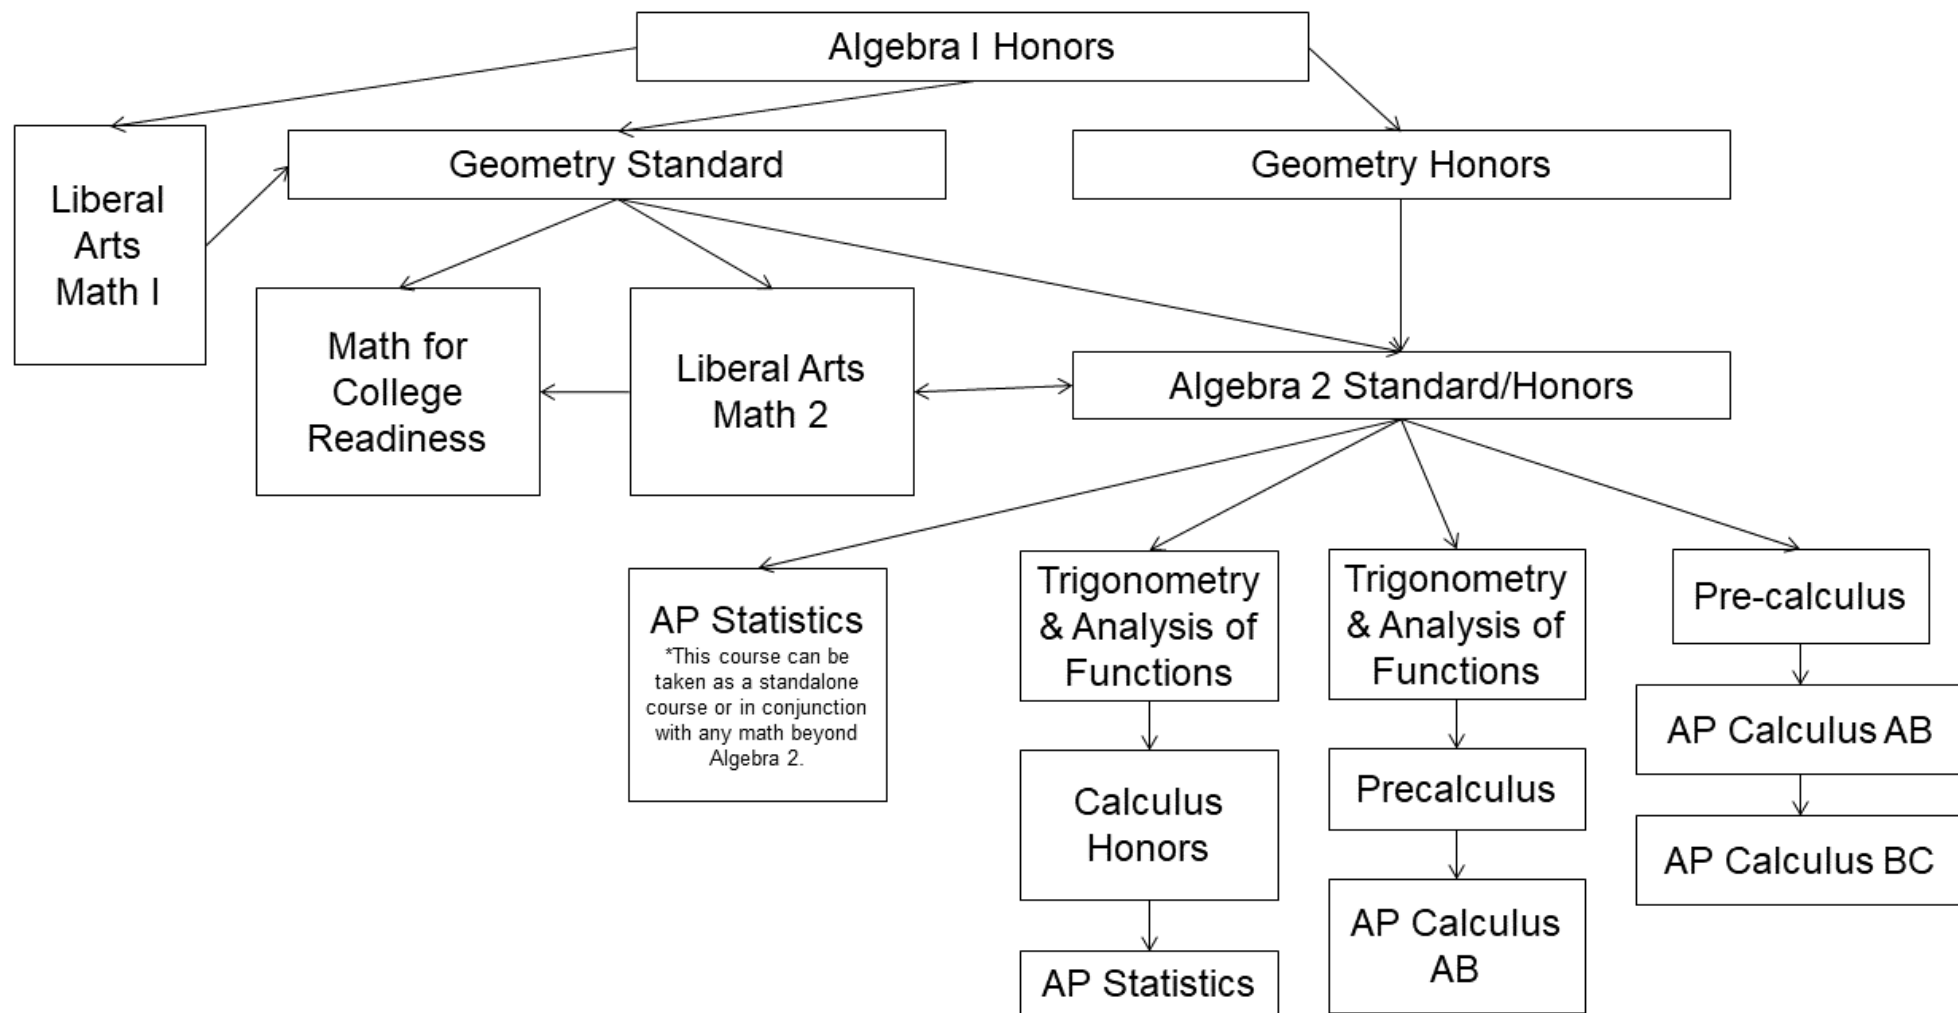 Algebra I Honors
Geometry Standard
Geometry Honors
Liberal
Arts
Math I
Math for
College
Readiness
Liberal Arts
Math 2
Algebra 2 Standard/Honors
AP Statistics
*This course can be
taken as a standalone
course or in conjunction
with any math beyond
Algebra 2.
Trigonometry
& Analysis of
Functions
Calculus
Honors
AP Statistics
Trigonometry
& Analysis of
Functions
Precalculus
AP Calculus
AB
Pre-calculus
AP Calculus AB
AP Calculus BC